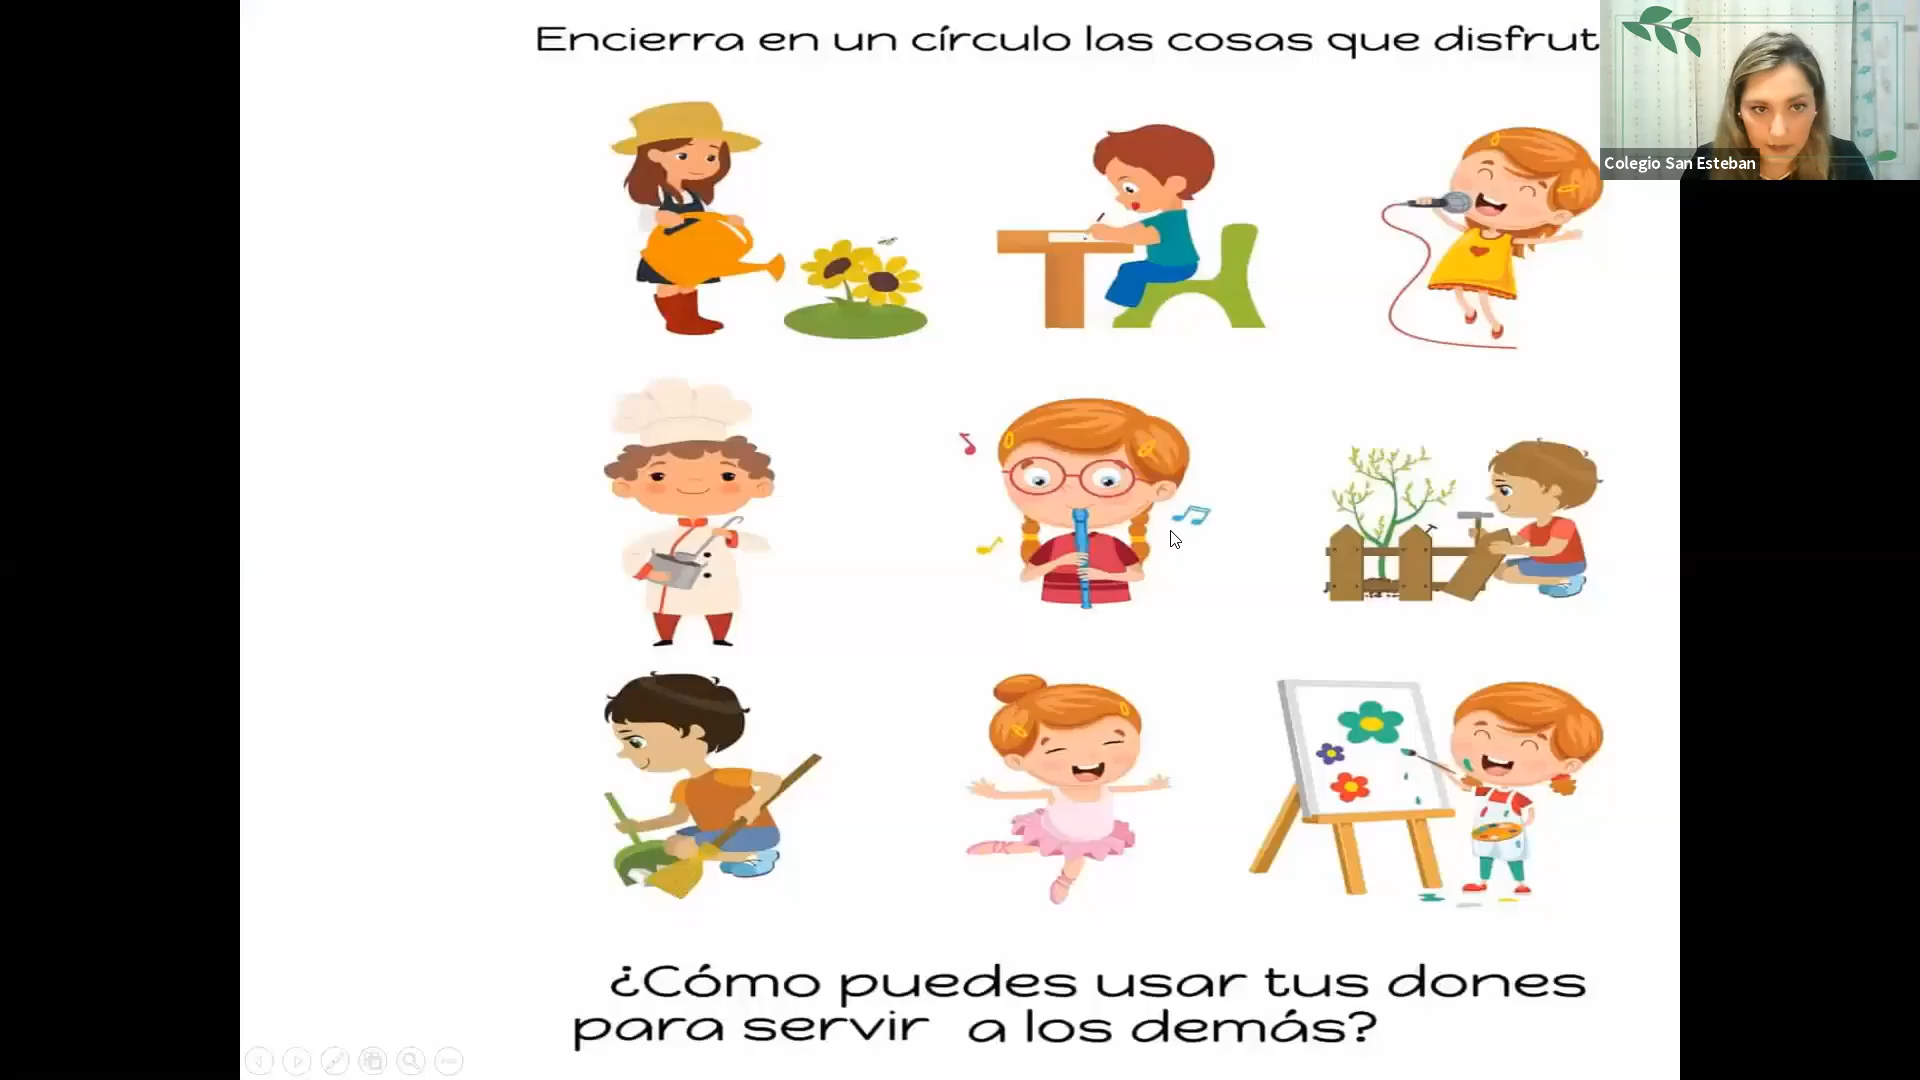 Encierra en un círculo las cosas que disfrut
Colegio San Esteban
¿Cómo puedes usar tus dones
para servir a los demás?